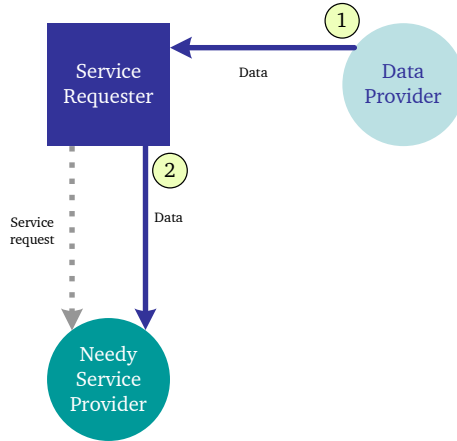 1
Service
Requester
Data
Data
Provider
2
Service
request
Data
Needy
Service
Provider